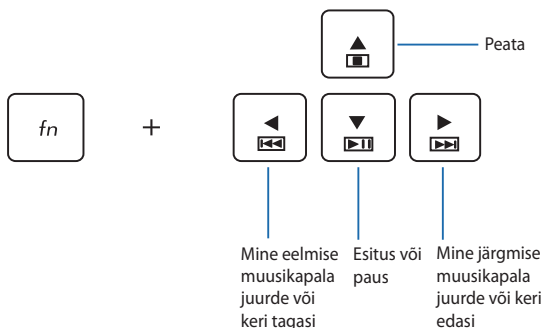 Peata
fn
+
Mine eelmise
muusikapala
juurde või
keri tagasi
Esitus või
paus
Mine järgmise
muusikapala
juurde või keri
edasi